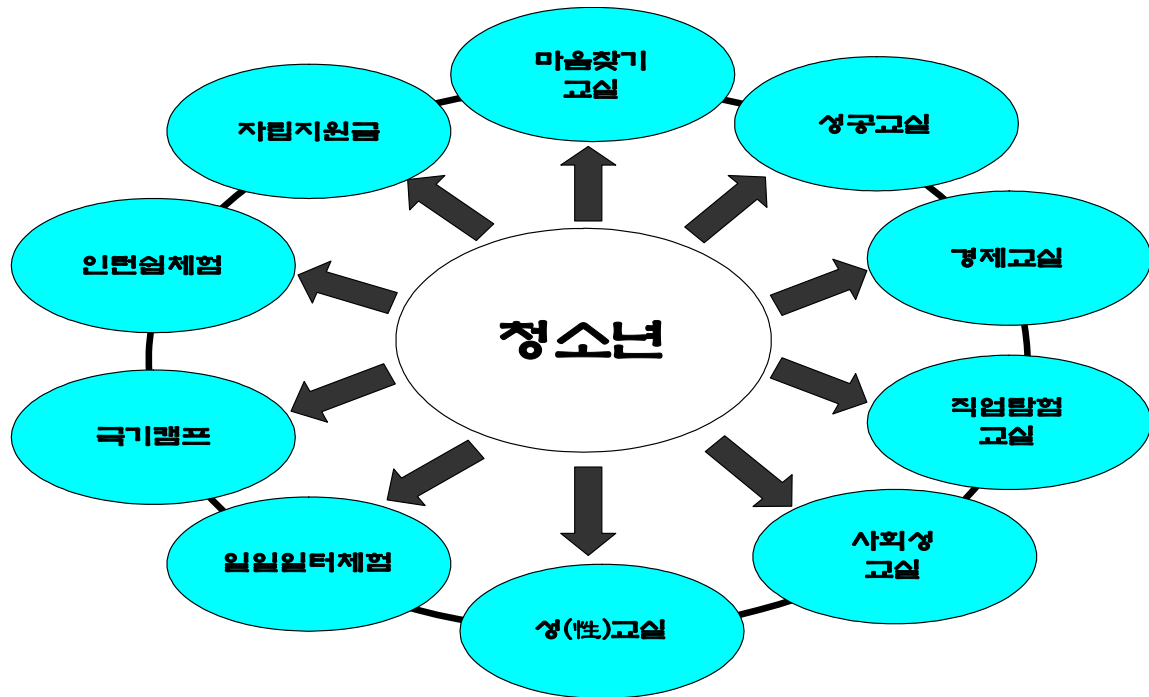 마음찾기
교실
성공교실
경제교실
직업탐험
교실
사회성
교실
성(性)교실
일일일터체험
극기캠프
인턴쉽체험
자립지원금
청소년